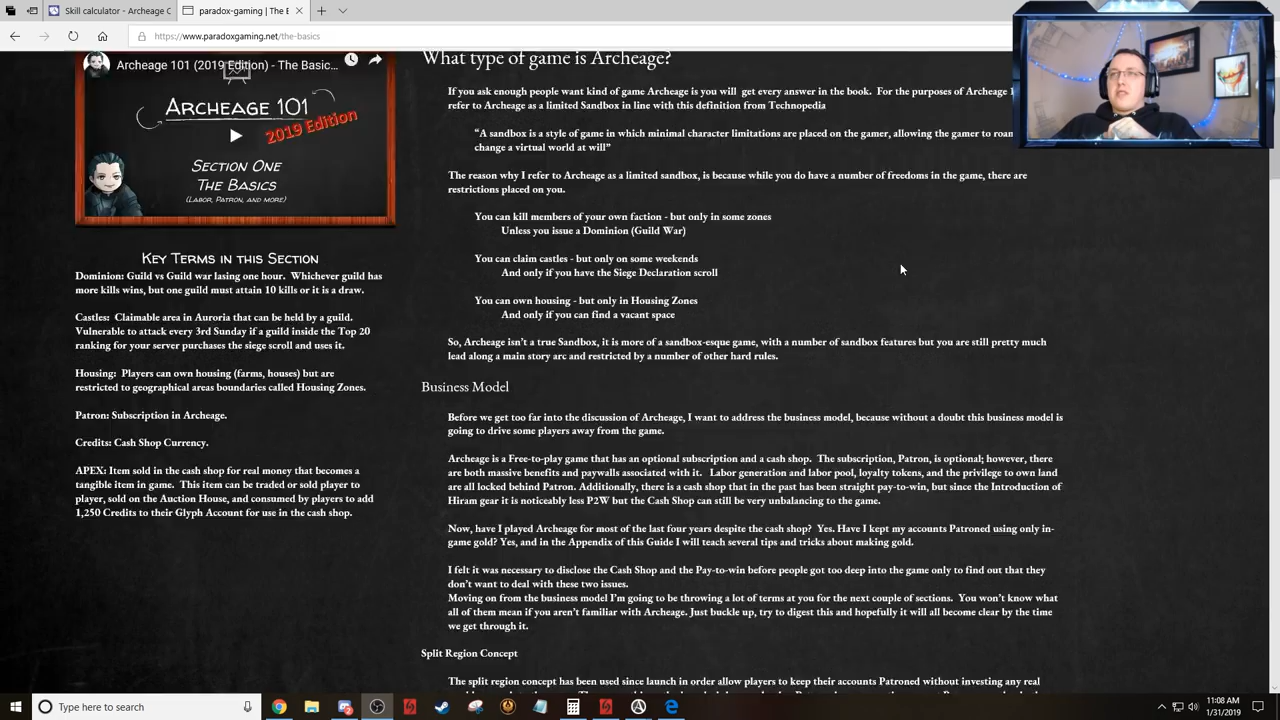 Skill calculator - Archeage C
paradox-gaming | The B
https://www.paradoxgaming.net/the-basics
Archeage 101 (2019 Edition) - The Basic...
ARCHEAGE 101
2019 Edition
SECTION ONE
THE BASICS
(LABOR, PATRON, AND MORE)
KEY TERMS IN THIS SECTION
Dominion: Guild vs Guild war lasing one hour. Whichever guild has
more kills wins, but one guild must attain 10 kills or it is a draw.
Castles: Claimable area in Auroria that can be held by a guild.
Vulnerable to attack every 3rd Sunday if a guild inside the Top 20
ranking for your server purchases the siege scroll and uses it.
Housing: Players can own housing (farms, houses) but are
restricted to geographical areas boundaries called Housing Zones.
Patron: Subscription in Archeage.
Credits: Cash Shop Currency.
APEX: Item sold in the cash shop for real money that becomes a
tangible item in game. This item can be traded or sold player to
player, sold on the Auction House, and consumed by players to add
1,250 Credits to their Glyph Account for use in the cash shop.
What type of game is Archeage?
If you ask enough people want kind of game Archeage is you will get every answer in the book. For the purposes of Archeage
refer to Archeage as a limited Sandbox in line with this definition from Technopedia
“A sandbox is a style of game in which minimal character limitations are placed on the gamer, allowing the gamer to roam
change a virtual world at will”
The reason why I refer to Archeage as a limited sandbox, is because while you do have a number of freedoms in the game, there are
restrictions placed on you.
You can kill members of your own faction - but only in some zones
Unless you issue a Dominion (Guild War)
You can claim castles - but only on some weekends
And only if you have the Siege Declaration scroll
You can own housing - but only in Housing Zones
And only if you can find a vacant space
So, Archeage isn’t a true Sandbox, it is more of a sandbox-esque game, with a number of sandbox features but you are still pretty much
lead along a main story arc and restricted by a number of other hard rules.
Business Model
Before we get too far into the discussion of Archeage, I want to address the business model, because without a doubt this business model is
going to drive some players away from the game.
Archeage is a Free-to-play game that has an optional subscription and a cash shop. The subscription, Patron, is optional; however, there
are both massive benefits and paywalls associated with it. Labor generation and labor pool, loyalty tokens, and the privilege to own land
are all locked behind Patron. Additionally, there is a cash shop that in the past has been straight pay-to-win, but since the Introduction of
Hiram gear it is noticeably less P2W but the Cash Shop can still be very unbalancing to the game.
Now, have I played Archeage for most of the last four years despite the cash shop? Yes. Have I kept my accounts Patroned using only in-
game gold? Yes, and in the Appendix of this Guide I will teach several tips and tricks about making gold.
I felt it was necessary to disclose the Cash Shop and the Pay-to-win before people got too deep into the game only to find out that they
don’t want to deal with these two issues.
Moving on from the business model I’m going to be throwing a lot of terms at you for the next couple of sections. You won’t know what
all of them mean if you aren’t familiar with Archeage. Just buckle up, try to digest this and hopefully it will all become clear by the time
we get through it.
Split Region Concept
The split region concept has been used since launch in order allow players to keep their accounts Patroned without investing any real
Type here to search
11:08 AM
1/31/2019